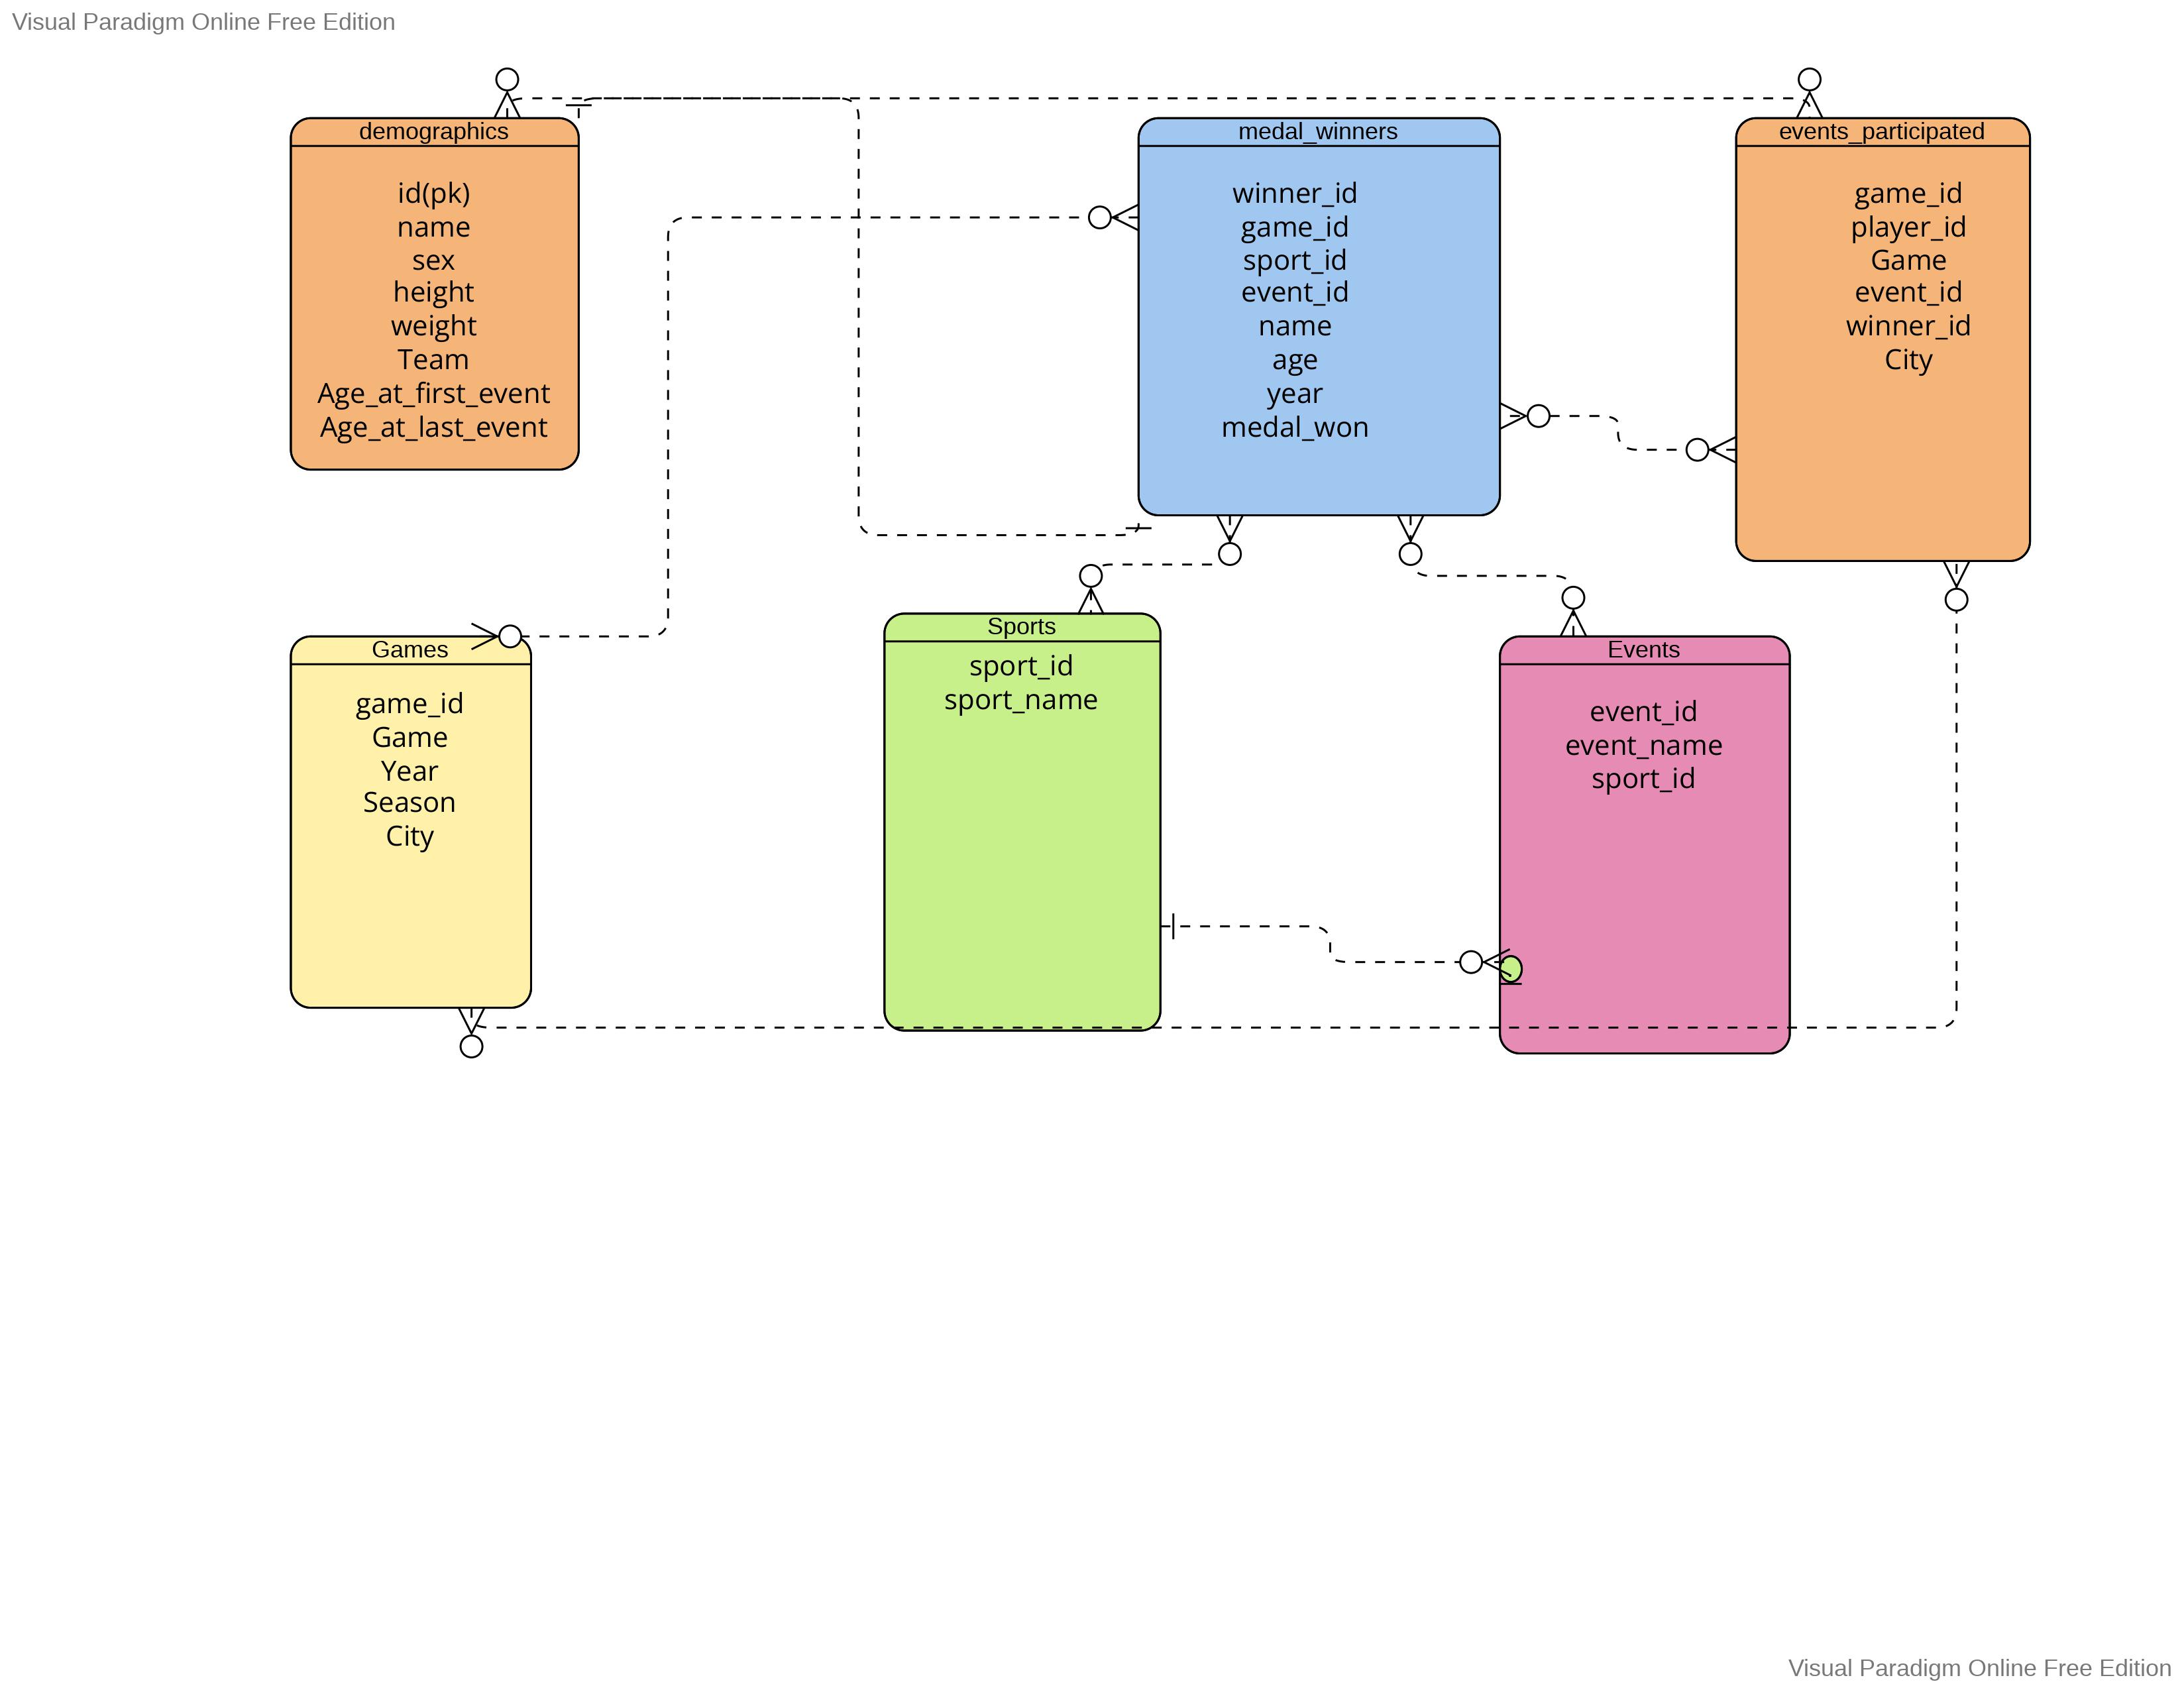 Visual Paradigm Online Free Edition
demographics
id(pk)
name
sex
height
weight
Team
Age_at_first_event
Age_at_last_event
medal_winners
winner_id
game_id
sport_id
event_id
name
age
year
medal_won
events_participated
game_id
player_id
Game
event_id
winner_id
City
Games
game_id
Game
Year
Season
City
Sports
sport_id
sport_name
Events
event_id
event_name
sport_id
Visual Paradigm Online Free Edition